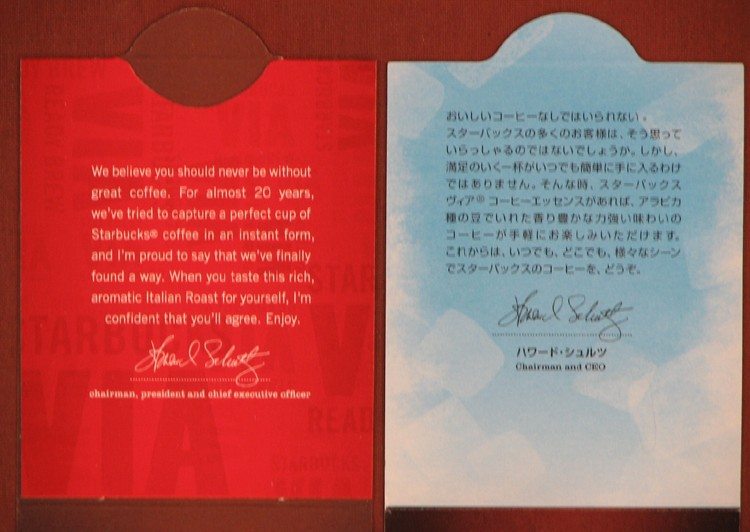 We believe you should never be without
great coffee. For almost 20 years,
we've tried to capture a perfect cup of
Starbucks® coffee in an instant form,
and I'm proud to say that we've finally
found a way. When you taste this rich,
aromatic Italian Roast for yourself, I'm
confident that you'll agree. Enjoy.
Howard Schultz
chairman, president and chief executive officer
STARBUCKS
VIA
READY
STARBUCKS
おいしいコーヒーなしではいられない。
スターバックスの多くのお客様は、そう思って
いらっしゃるのではないでしょうか。しかし、
満足のいく一杯がいつでも簡単に手に入るわけ
ではありません。そんな時、スターバックス
ヴィア® コーヒーエッセンスがあれば、アラビカ
種の豆でいれた香り豊かな力強い味わいの
コーヒーが手軽にお楽しみいただけます。
これからは、いつでも、どこでも、様々なシーン
でスターバックスのコーヒーを、どうぞ。
Howard Schultz
ハワード・シュルツ
Chairman and CEO